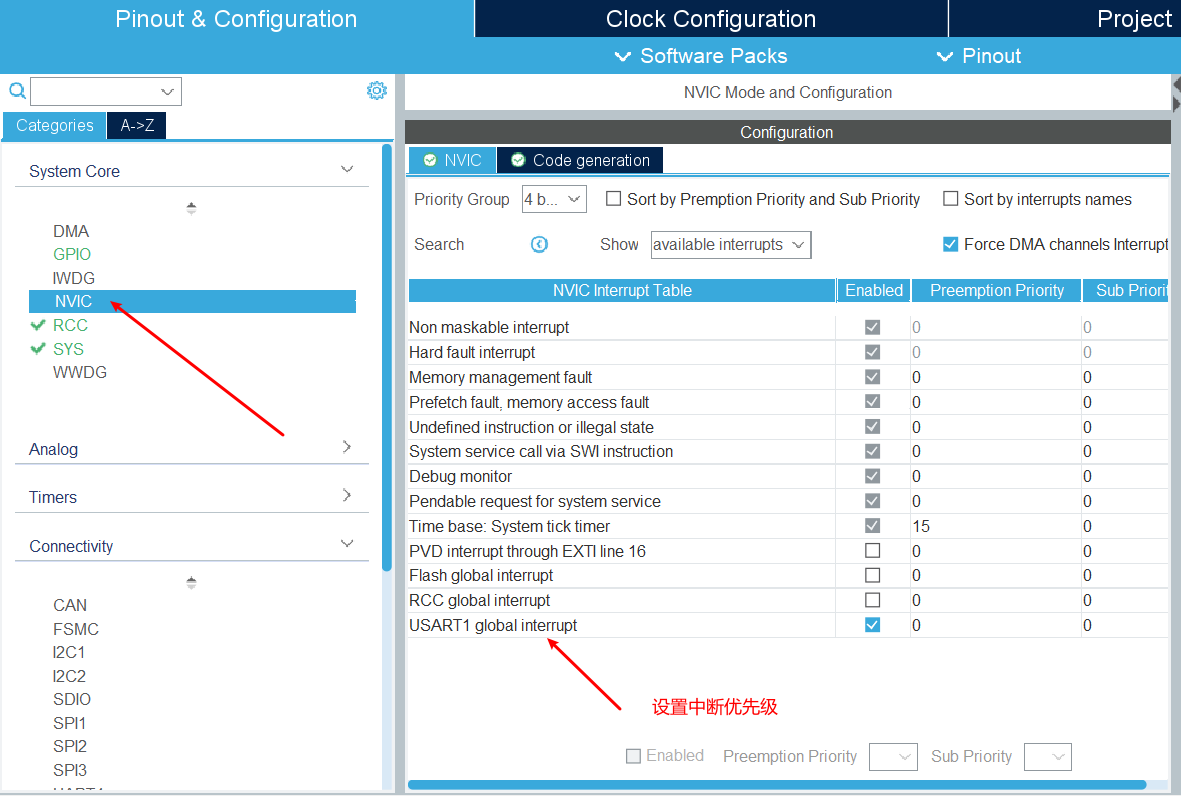 Pinout & Configuration
Clock Configuration
Project
Software Packs
Pinout
NVIC Mode and Configuration
Categories
A->Z
Configuration
System Core
DMA
GPIO
IWDG
NVIC
RCC
SYS
WWDG
Analog
Timers
Connectivity
CAN
FSMC
I2C1
I2C2
SDIO
SPI1
SPI2
SPI3
NVIC
Code generation
Priority Group 4 b... Sort by Premption Priority and Sub Priority Sort by interrupts names
Search Show available interrupts Force DMA channels Interrupt
NVIC Interrupt Table Enabled Preemption Priority Sub Priorit
Non maskable interrupt 0 0
Hard fault interrupt 0 0
Memory management fault 0 0
Prefetch fault, memory access fault 0 0
Undefined instruction or illegal state 0 0
System service call via SWI instruction 0 0
Debug monitor 0 0
Pendable request for system service 0 0
Time base: System tick timer 15 0
PVD interrupt through EXTI line 16 0 0
Flash global interrupt 0 0
RCC global interrupt 0 0
USART1 global interrupt 0 0
设置中断优先级
Enabled Preemption Priority Sub Priority